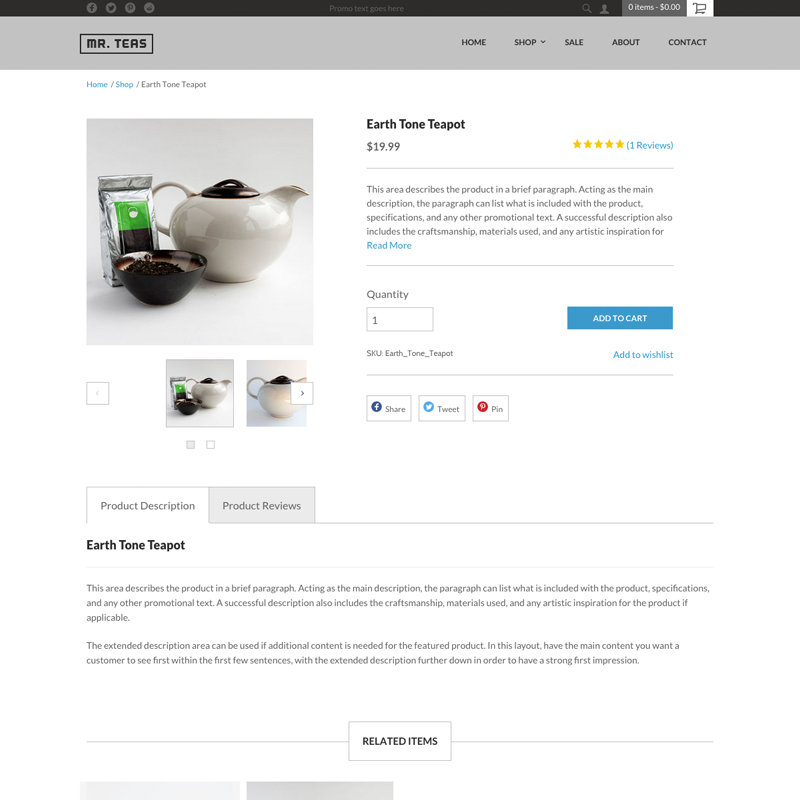 Promo text goes here
0 items - $0.00
MR. TEAS
HOME
SHOP
SALE
ABOUT
CONTACT
Home / Shop / Earth Tone Teapot
Earth Tone Teapot
$19.99
(1 Reviews)
This area describes the product in a brief paragraph. Acting as the main
description, the paragraph can list what is included with the product,
specifications, and any other promotional text. A successful description also
includes the craftsmanship, materials used, and any artistic inspiration for
Read More
Quantity
1
ADD TO CART
SKU: Earth_Tone_Teapot
Add to wishlist
Share
Tweet
Pin
Product Description
Product Reviews
Earth Tone Teapot
This area describes the product in a brief paragraph. Acting as the main description, the paragraph can list what is included with the product, specifications,
and any other promotional text. A successful description also includes the craftsmanship, materials used, and any artistic inspiration for the product if
applicable.
The extended description area can be used if additional content is needed for the featured product. In this layout, have the main content you want a
customer to see first within the first few sentences, with the extended description further down in order to have a strong first impression.
RELATED ITEMS